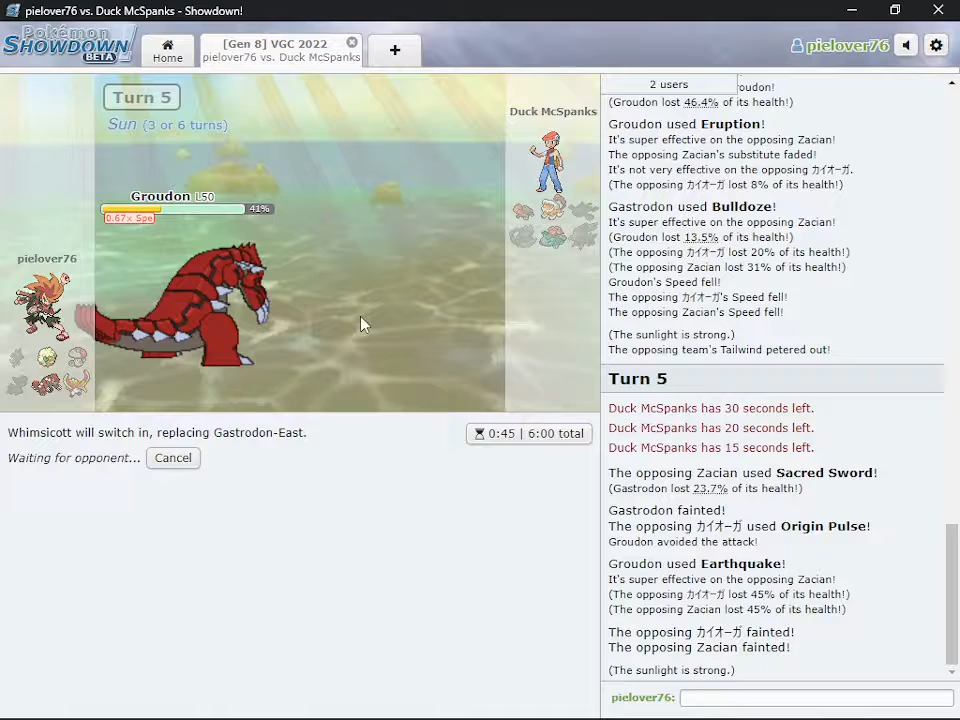 pielover76 vs. Duck McSpanks - Showdown!
Pokémon
SHOWDOWN
BETA
Home
[Gen 8] VGC 2022
pielover76 vs. Duck McSpanks
+
pielover76
Turn 5
Sun (3 or 6 turns)
Duck McSpanks
Groudon L50
41%
0.67x Spe
pielover76
Whimsicott will switch in, replacing Gastrodon-East.
Waiting for opponent...
Cancel
0:45 | 6:00 total
2 users
oudon!
(Groudon lost 46.4% of its health!)
Groudon used Eruption!
It's super effective on the opposing Zacian!
The opposing Zacian's substitute faded!
It's not very effective on the opposing カイオーガ.
(The opposing カイオーガ lost 8% of its health!)
Gastrodon used Bulldoze!
It's super effective on the opposing Zacian!
(Groudon lost 13.5% of its health!)
(The opposing カイオーガ lost 20% of its health!)
(The opposing Zacian lost 31% of its health!)
Groudon's Speed fell!
The opposing カイオーガ's Speed fell!
The opposing Zacian's Speed fell!
(The sunlight is strong.)
The opposing team's Tailwind petered out!
Turn 5
Duck McSpanks has 30 seconds left.
Duck McSpanks has 20 seconds left.
Duck McSpanks has 15 seconds left.
The opposing Zacian used Sacred Sword!
(Gastrodon lost 23.7% of its health!)
Gastrodon fainted!
The opposing カイオーガ used Origin Pulse!
Groudon avoided the attack!
Groudon used Earthquake!
It's super effective on the opposing Zacian!
(The opposing カイオーガ lost 45% of its health!)
(The opposing Zacian lost 45% of its health!)
The opposing カイオーガ fainted!
The opposing Zacian fainted!
(The sunlight is strong.)
pielover76: